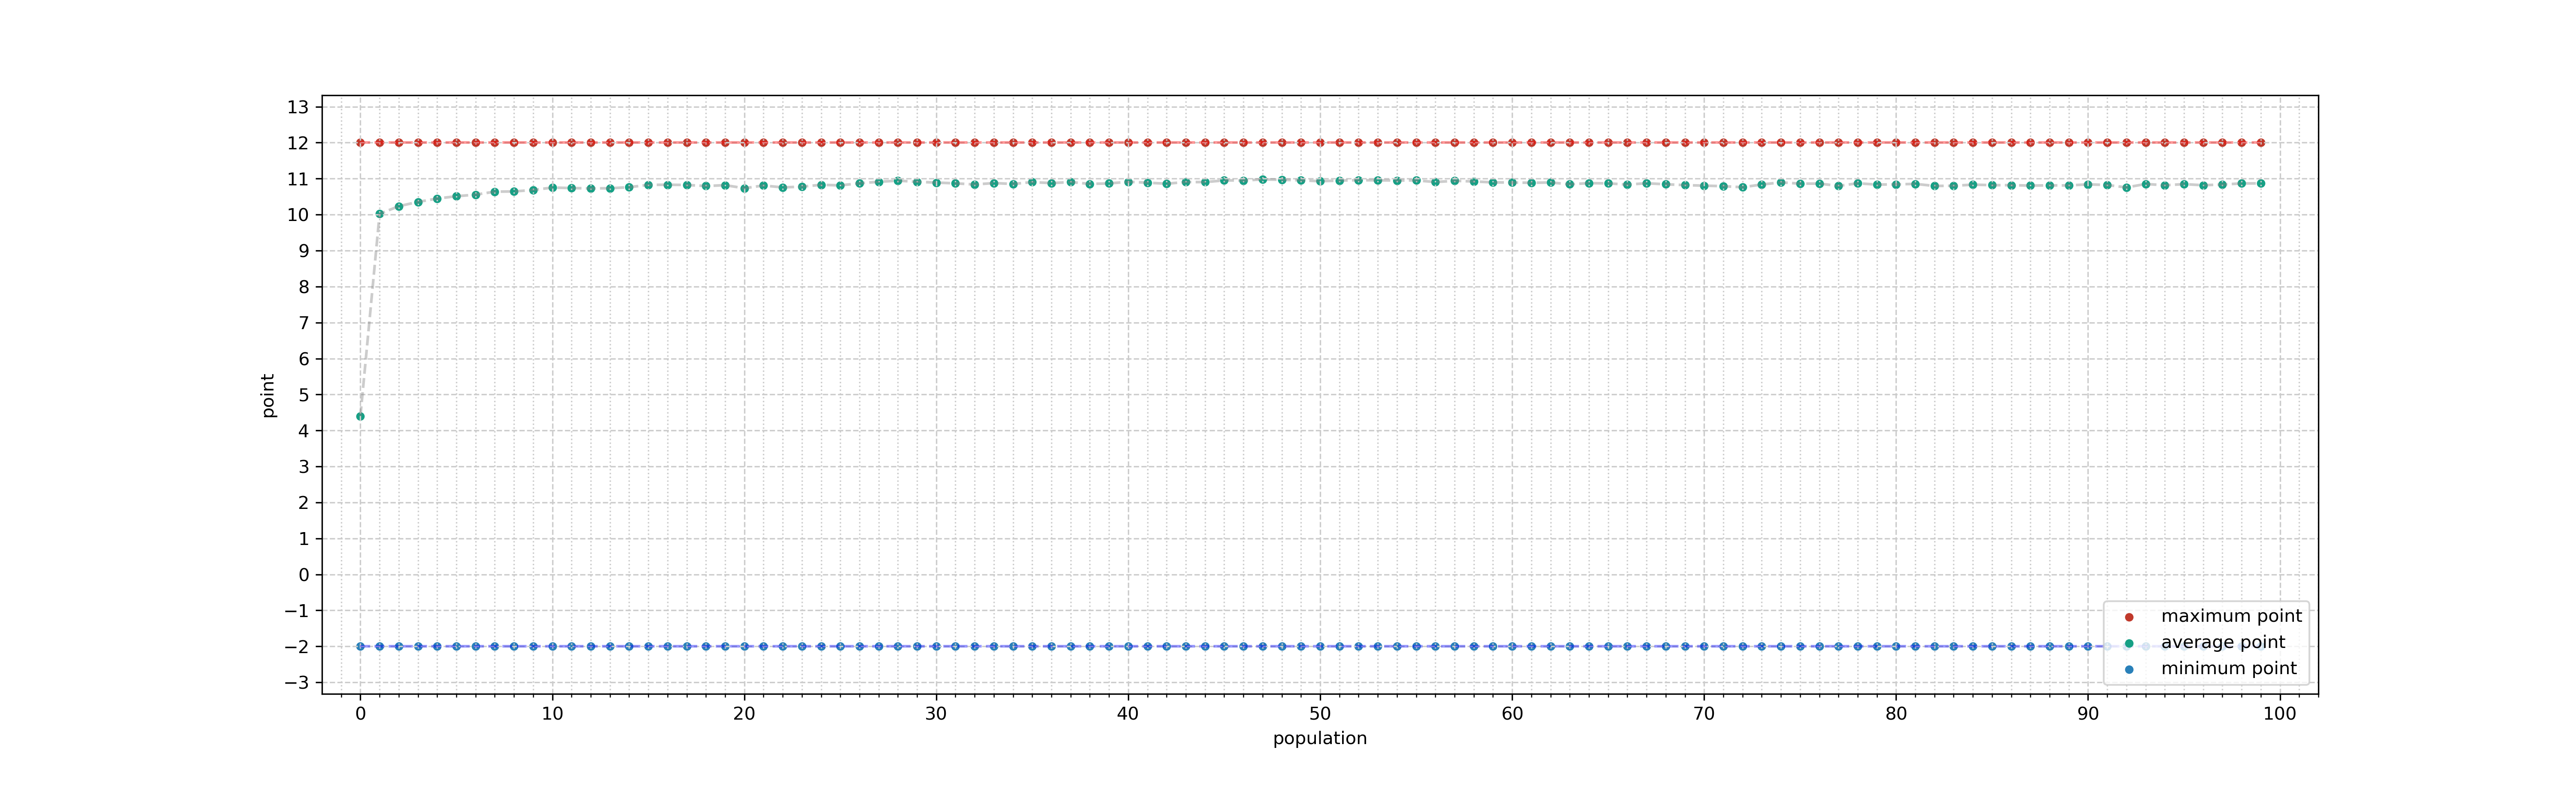 13
12
11
10
9
8
7
6
5
4
3
2
1
0
−1
−2
−3
point
maximum point
average point
minimum point
0 10 20 30 40 50 60 70 80 90 100
population